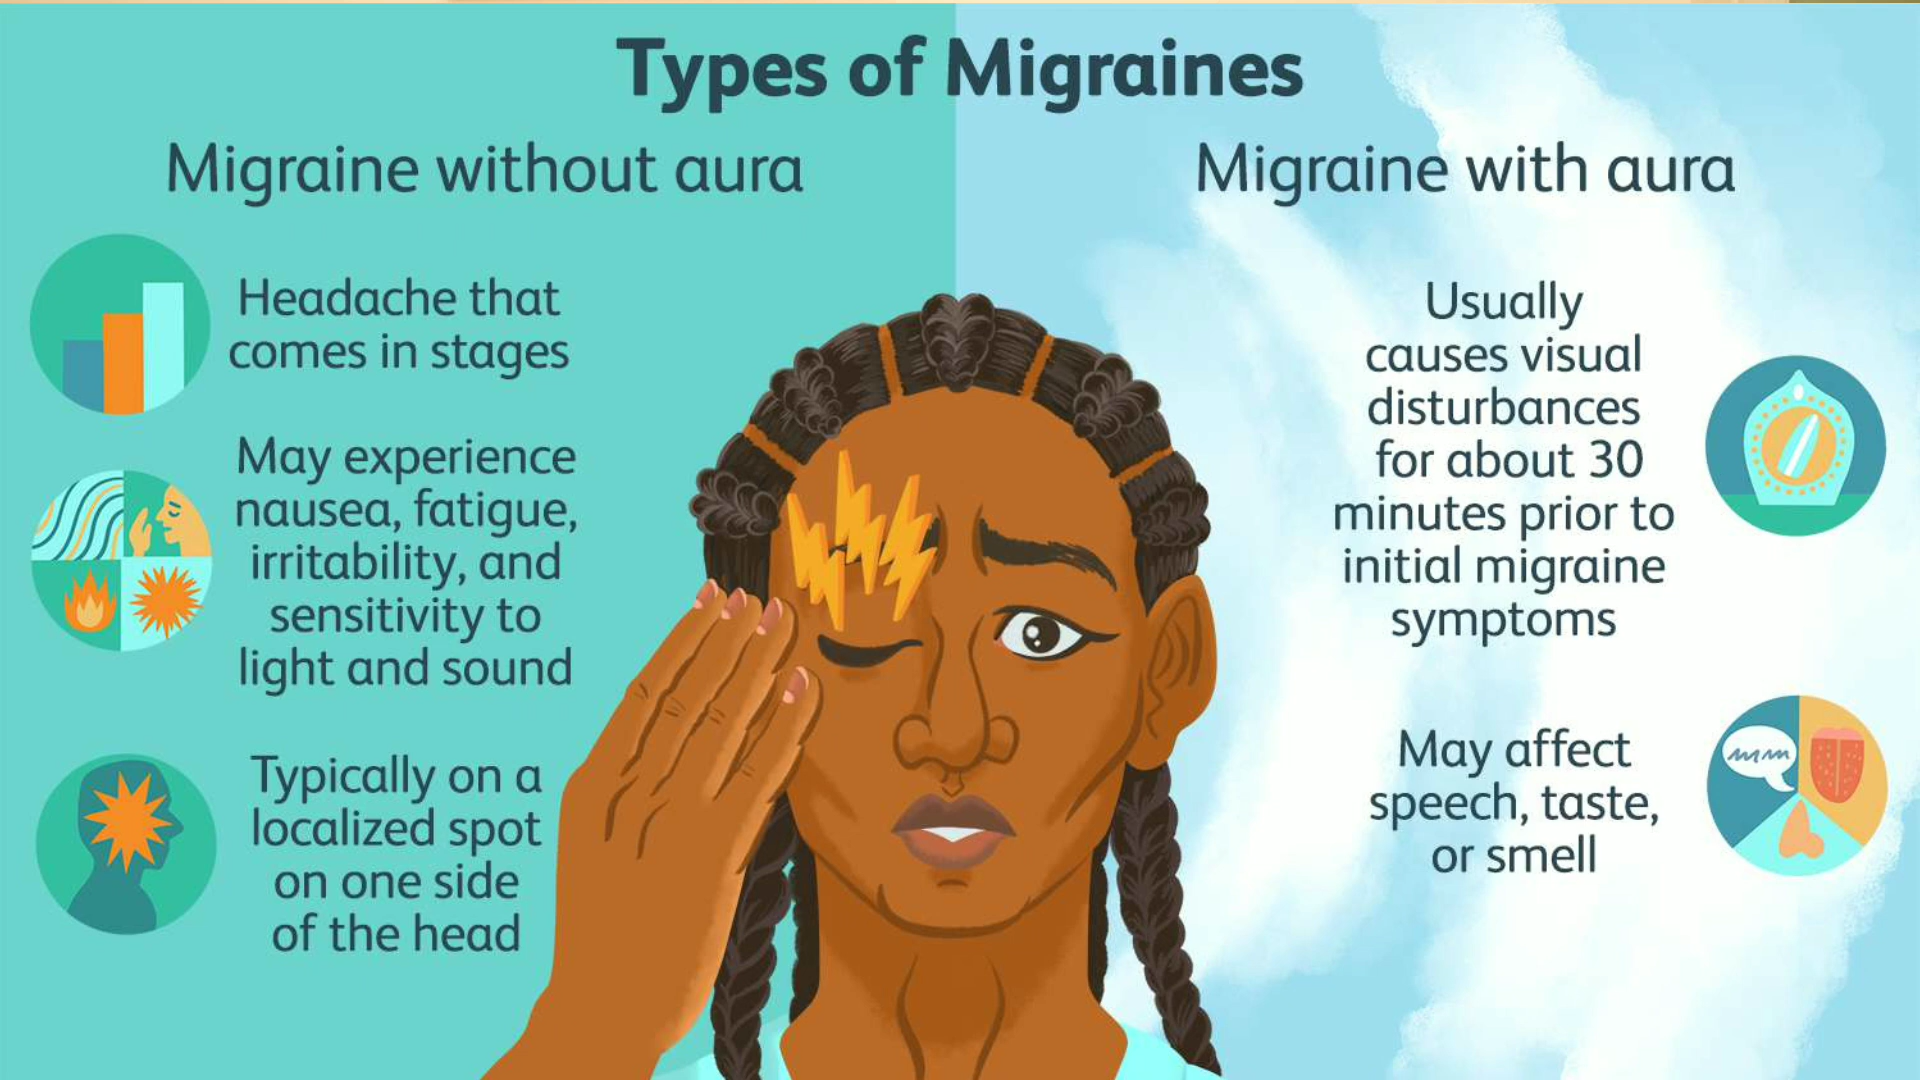 Types of Migraines
Migraine without aura
Headache that
comes in stages
May experience
nausea, fatigue,
irritability, and
sensitivity to
light and sound
Typically on a
localized spot
on one side
of the head
Migraine with aura
Usually
causes visual
disturbances
for about 30
minutes prior to
initial migraine
symptoms
May affect
speech, taste,
or smell